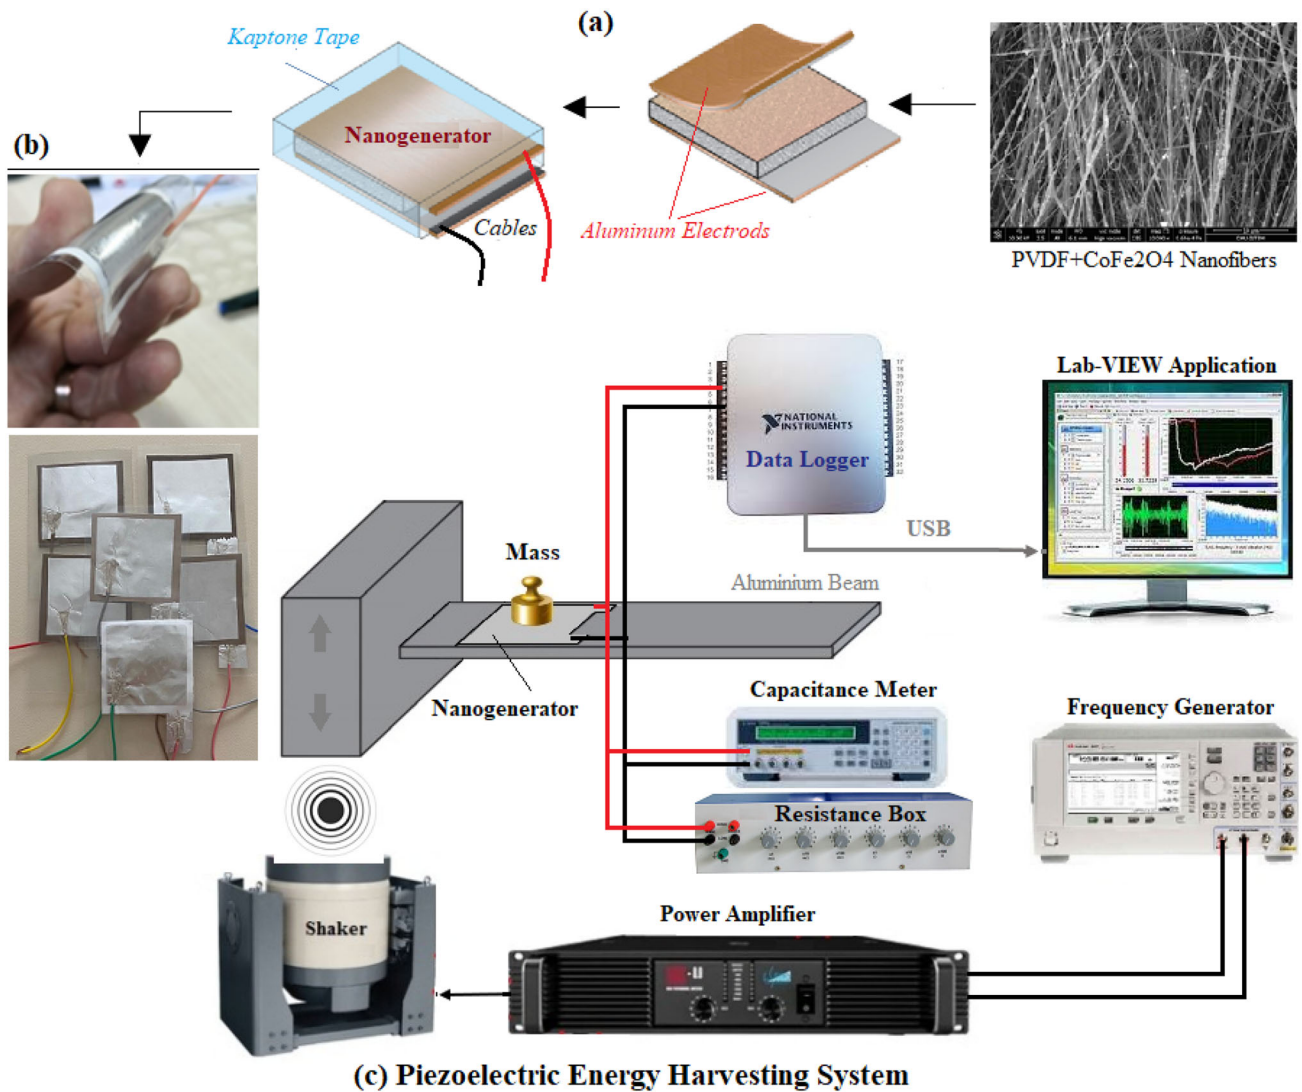 (a)
Kaptone Tape
Nanogenerator
Cables
Aluminum Electrods
PVDF+CoFe2O4 Nanofibers
(b)
Lab-VIEW Application
NATIONAL
INSTRUMENTS
Data Logger
USB
Mass
Aluminium Beam
Nanogenerator
Capacitance Meter
Frequency Generator
Resistance Box
Power Amplifier
Shaker
(c) Piezoelectric Energy Harvesting System